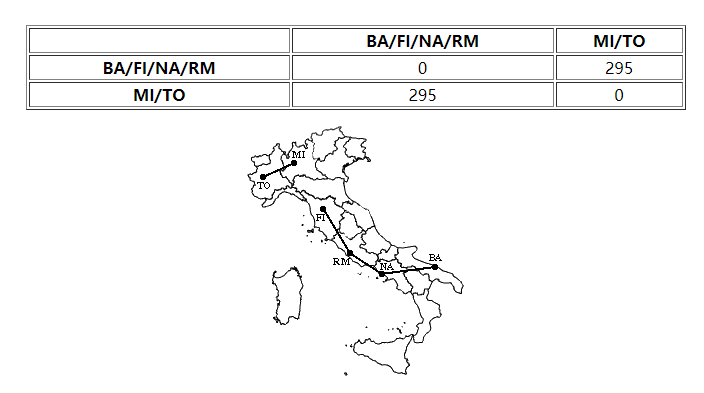 BA/FI/NA/RM MI/TO
BA/FI/NA/RM 0 295
MI/TO 295 0
MI
TO
FI
RM
NA
BA